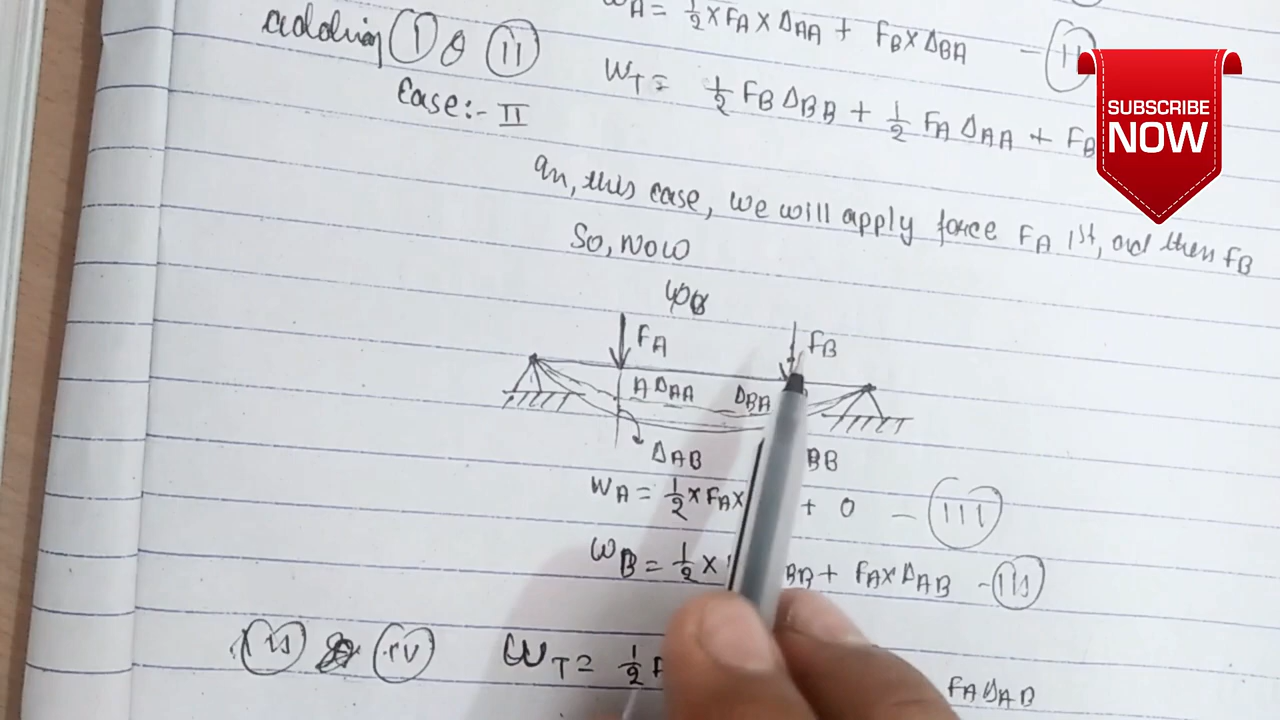 WA = ½ × FA × ΔAA + FB × ΔBA – II
adding I & II
WT = ½ FB ΔBB + ½ FA ΔAA + FB
Case:- II
SUBSCRIBE
NOW
In, this case, we will apply force FA 1st, and then FB
So, Now
FA
FB
A ΔAA ΔBA
ΔAB BB
WA = ½ × FA × + 0 – III
WB = ½ × BB + FA × ΔAB –
IV WT = ½ FA ΔAB